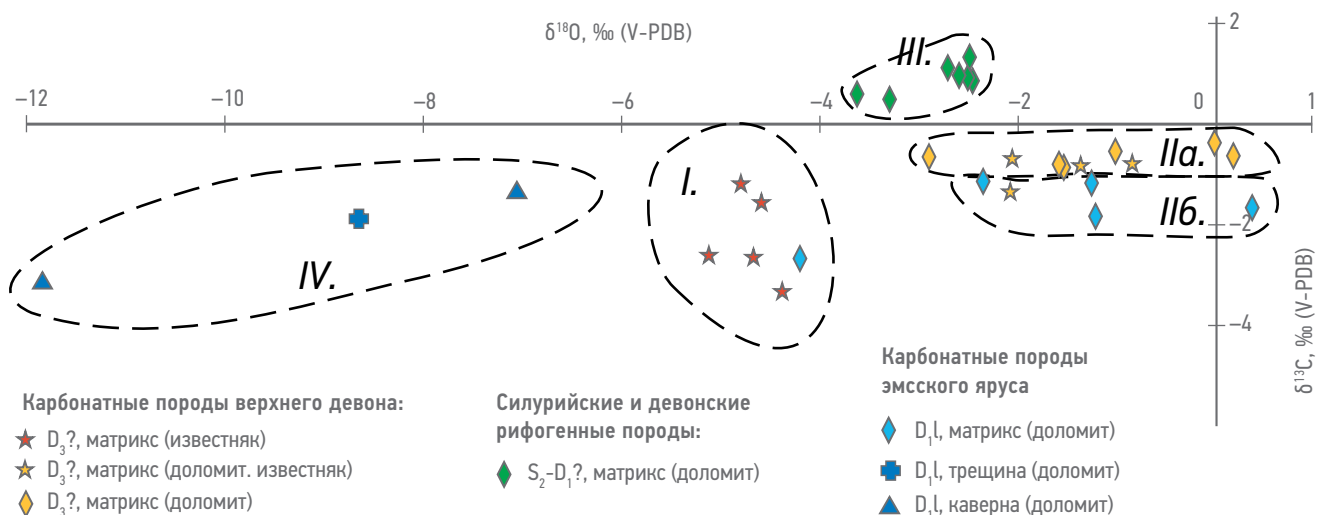 δ¹⁸O, ‰ (V-PDB)
2
III.
–12 –10 –8 –6 –4 –2 0 1
IIа.
I.
IIб.
–2
IV.
–4
δ¹³C, ‰ (V-PDB)
Карбонатные породы верхнего девона:
D₃?, матрикс (известняк)
D₃?, матрикс (доломит. известняк)
D₃?, матрикс (доломит)
Силурийские и девонские
рифогенные породы:
S₂-D₁?, матрикс (доломит)
Карбонатные породы
эмсского яруса
D₁l, матрикс (доломит)
D₁l, трещина (доломит)
D₁l, каверна (доломит)